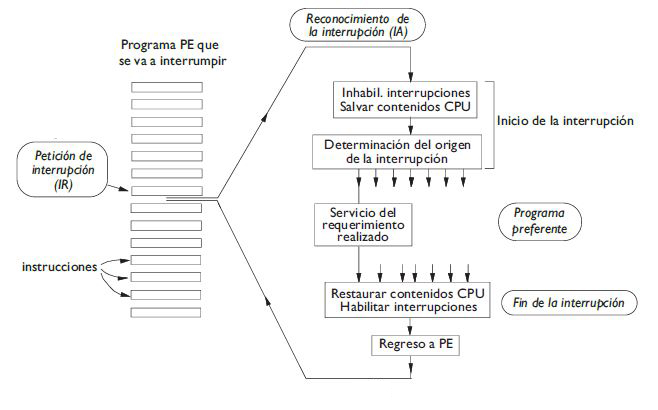 Reconocimiento de
la interrupción (IA)
Programa PE que
se va a interrumpir
Inhabil. interrupciones
Salvar contenidos CPU
Inicio de la interrupción
Determinación del origen
de la interrupción
Petición de
interrupción
(IR)
Servicio del
requerimiento
realizado
Programa
preferente
instrucciones
Restaurar contenidos CPU
Habilitar interrupciones
Fin de la interrupción
Regreso a PE